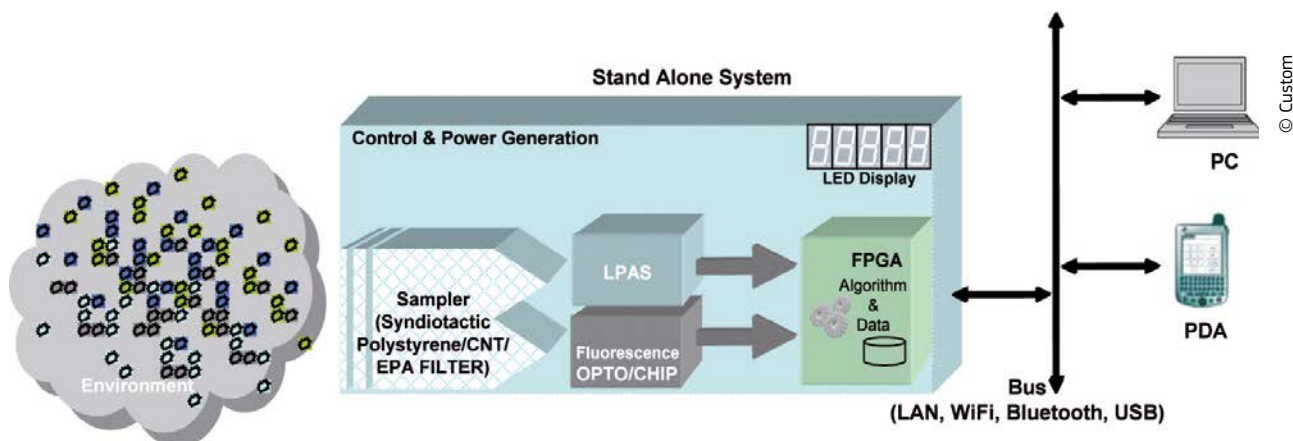 Stand Alone System
Control & Power Generation
LED Display
Environment
Sampler
(Syndiotactic
Polystyrene/CNT/
EPA FILTER)
LPAS
Fluorescence
OPTO/CHIP
FPGA
Algorithm
&
Data
Bus
(LAN, WiFi, Bluetooth, USB)
PC
PDA
© Custom